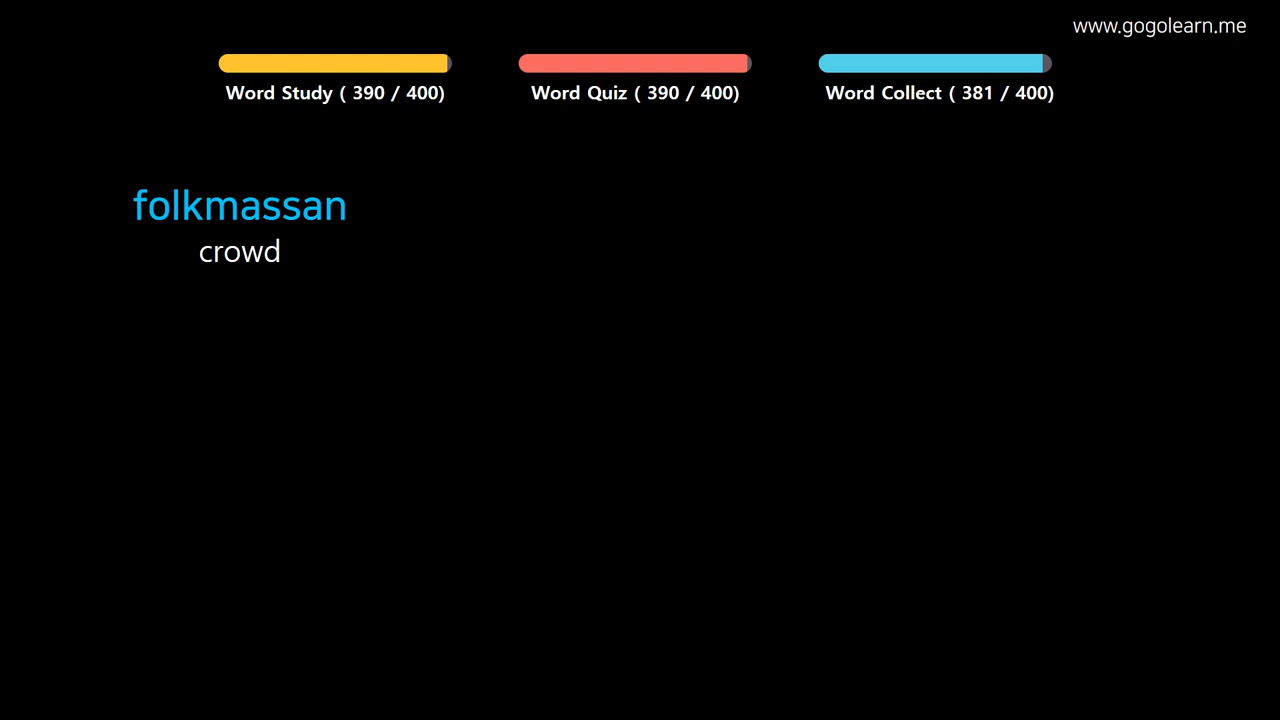 www.gogolearn.me
Word Study ( 390 / 400)
Word Quiz ( 390 / 400)
Word Collect ( 381 / 400)
folkmassan
crowd